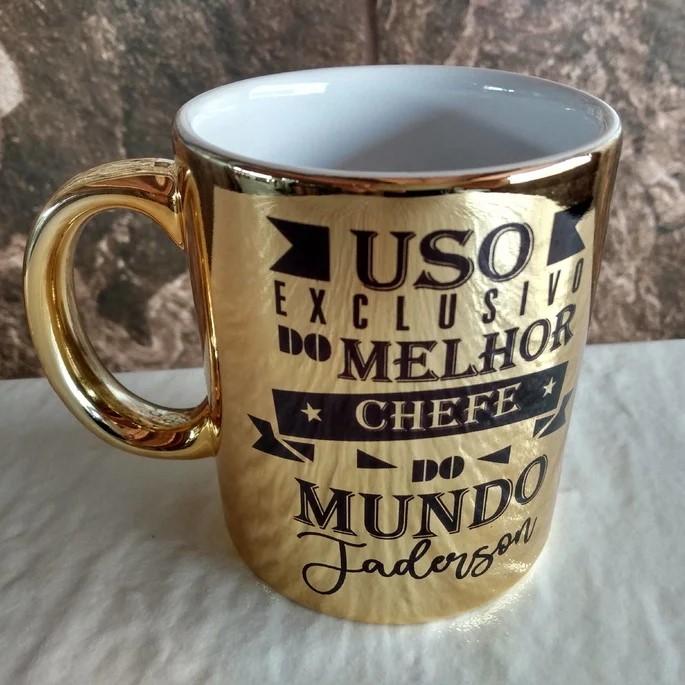 USO
EXCLUSIVO
DO MELHOR
CHEFE
DO
MUNDO
Jaderson